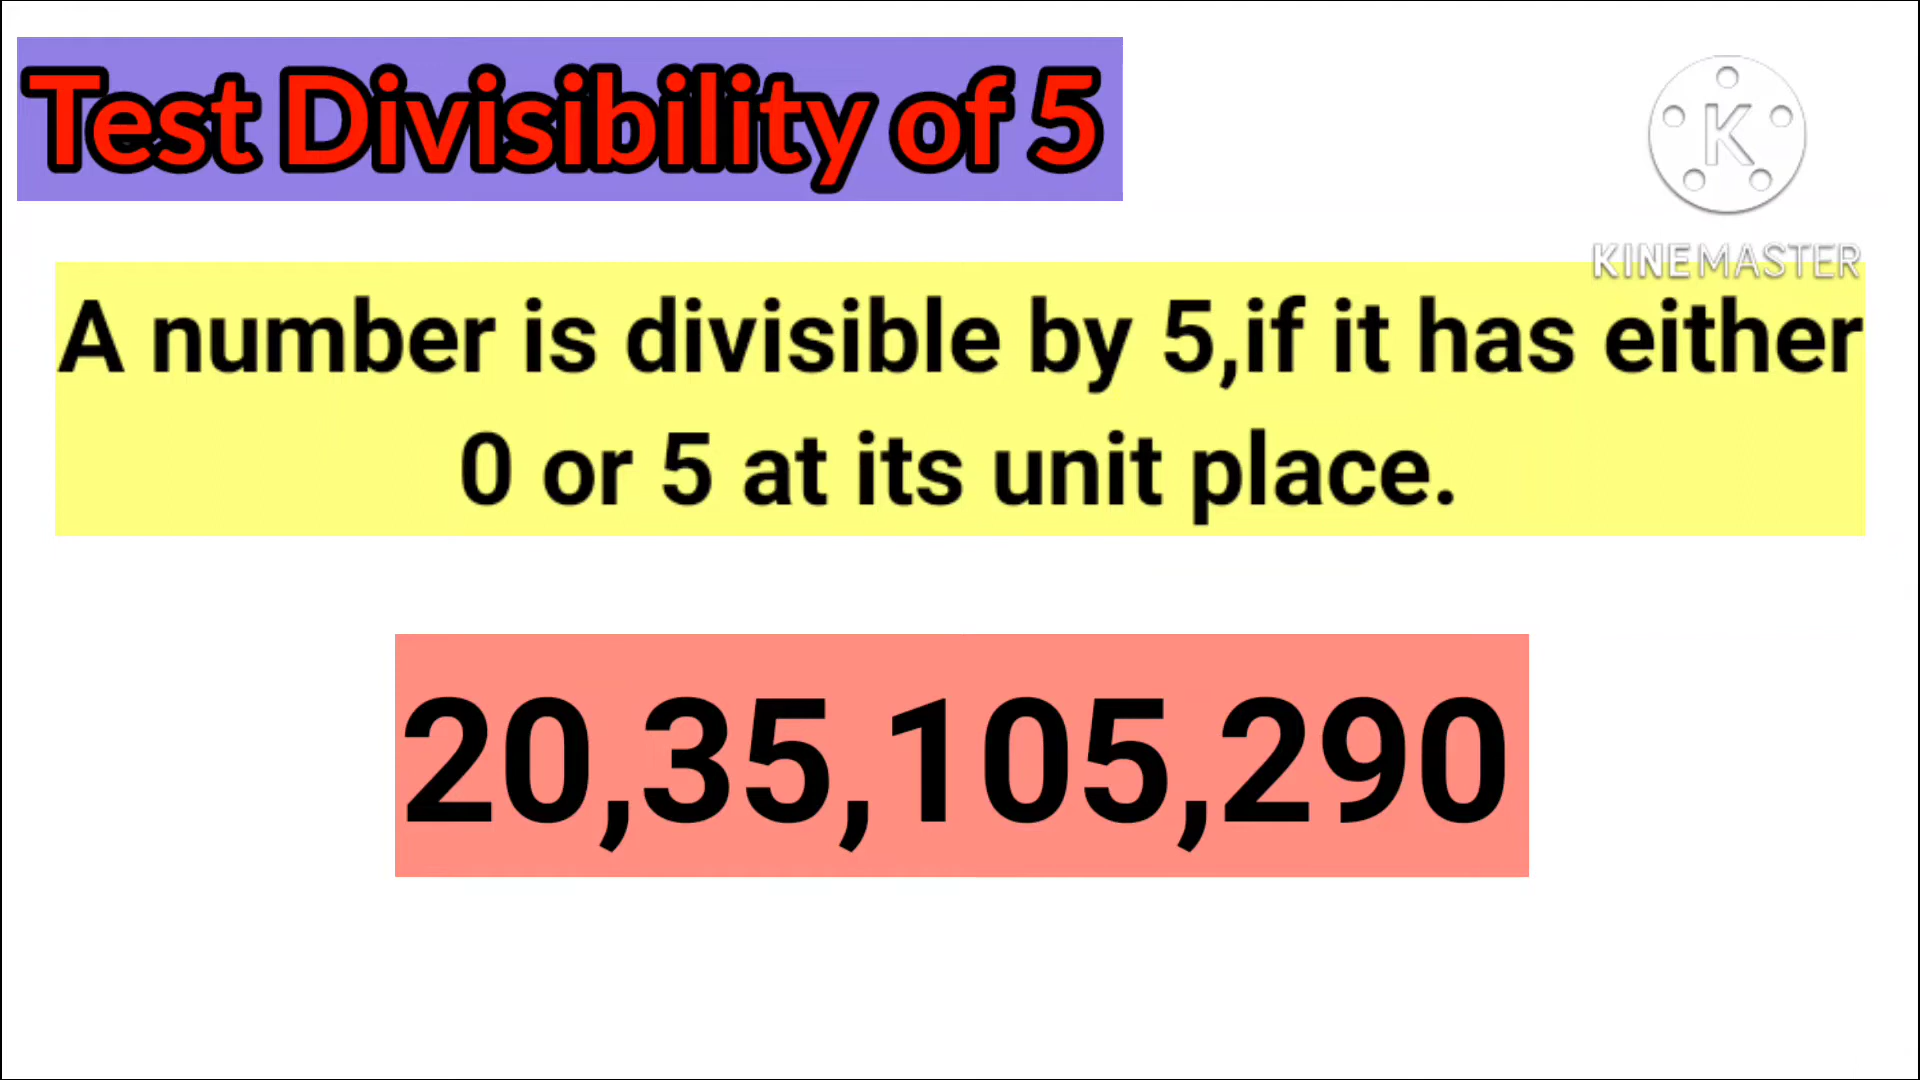 Test Divisibility of 5
K
KINEMASTER
A number is divisible by 5,if it has either
0 or 5 at its unit place.
20,35,105,290